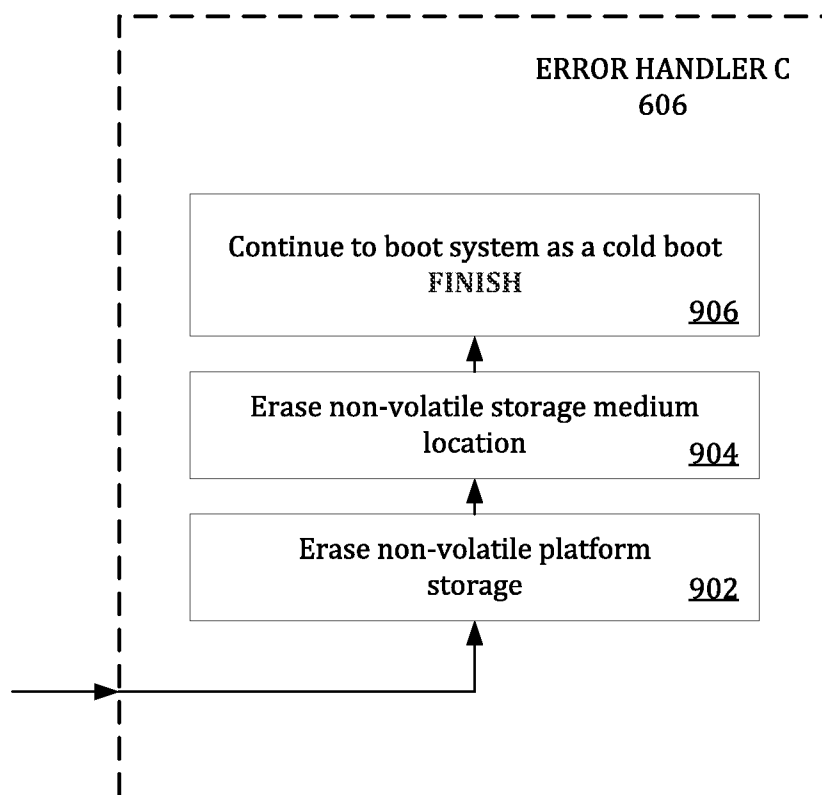 ERROR HANDLER C
606
Continue to boot system as a cold boot
FINISH
906
Erase non-volatile storage medium
location
904
Erase non-volatile platform
storage
902